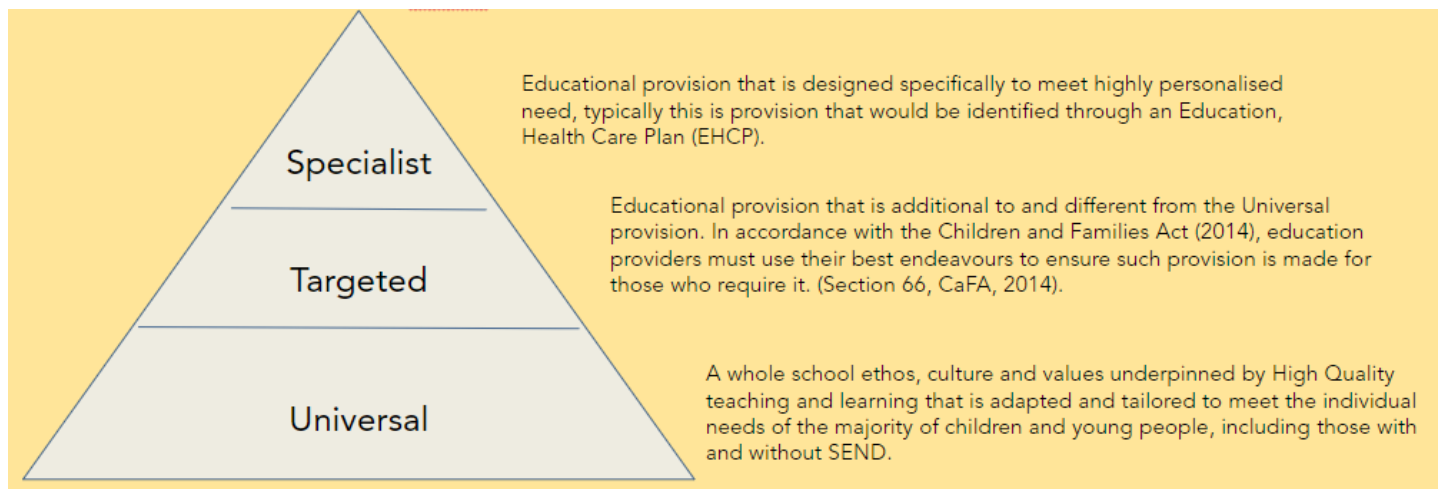 Educational provision that is designed specifically to meet highly personalised
need, typically this is provision that would be identified through an Education,
Health Care Plan (EHCP).
Specialist
Educational provision that is additional to and different from the Universal
provision. In accordance with the Children and Families Act (2014), education
providers must use their best endeavours to ensure such provision is made for
those who require it. (Section 66, CaFA, 2014).
Targeted
A whole school ethos, culture and values underpinned by High Quality
teaching and learning that is adapted and tailored to meet the individual
needs of the majority of children and young people, including those with
and without SEND.
Universal